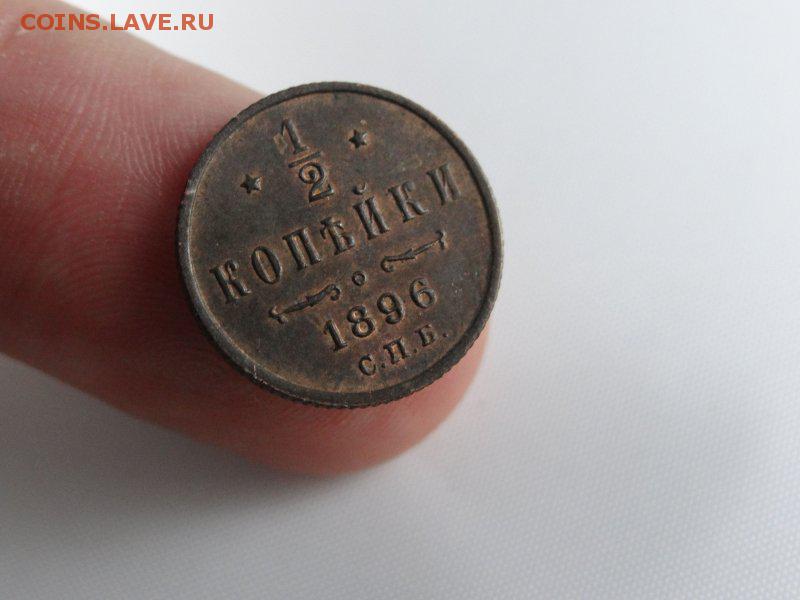 COINS.LAVE.RU
1/2
КОПѢЙКИ
1896
С.П.Б.